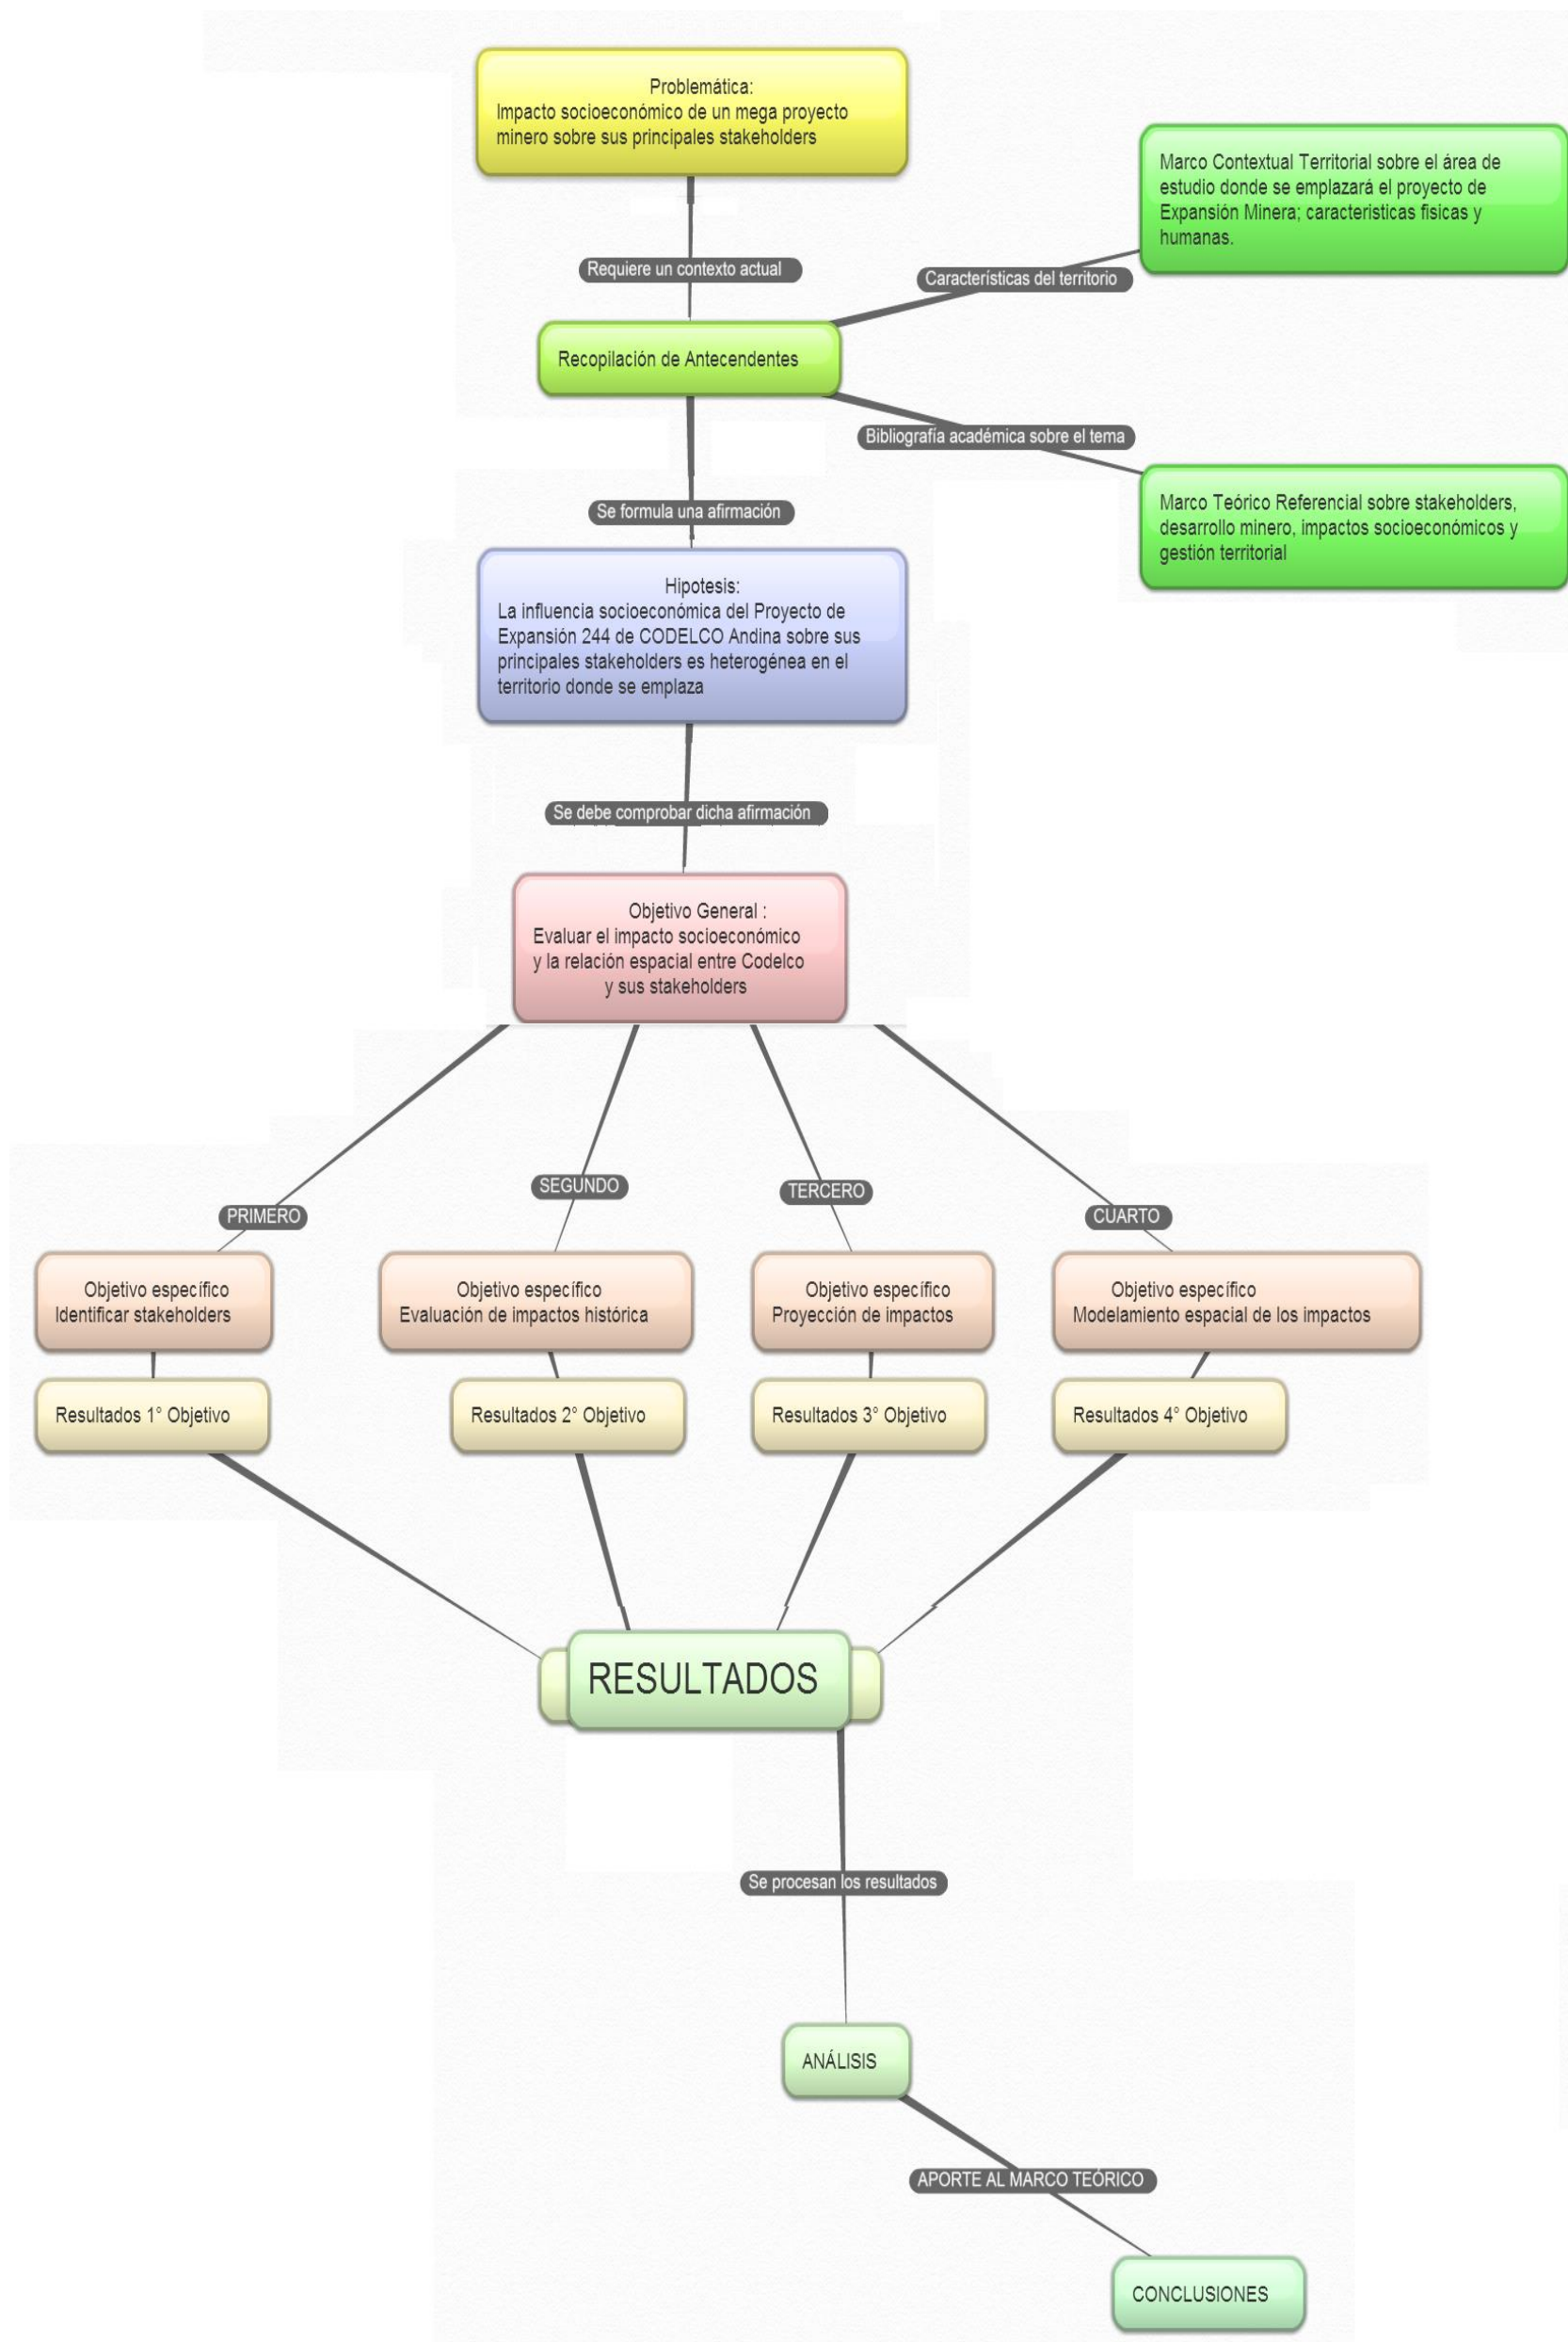 Problemática:
Impacto socioeconómico de un mega proyecto
minero sobre sus principales stakeholders
Marco Contextual Territorial sobre el área de
estudio donde se emplazará el proyecto de
Expansión Minera; caracteristicas físicas y
humanas.
Requiere un contexto actual
Características del territorio
Recopilación de Antecendentes
Bibliografía académica sobre el tema
Marco Teórico Referencial sobre stakeholders,
desarrollo minero, impactos socioeconómicos y
gestión territorial
Se formula una afirmación
Hipotesis:
La influencia socioeconómica del Proyecto de
Expansión 244 de CODELCO Andina sobre sus
principales stakeholders es heterogénea en el
territorio donde se emplaza
Se debe comprobar dicha afirmación
Objetivo General :
Evaluar el impacto socioeconómico
y la relación espacial entre Codelco
y sus stakeholders
PRIMERO
SEGUNDO
TERCERO
CUARTO
Objetivo específico
Identificar stakeholders
Objetivo específico
Evaluación de impactos histórica
Objetivo específico
Proyección de impactos
Objetivo específico
Modelamiento espacial de los impactos
Resultados 1° Objetivo
Resultados 2° Objetivo
Resultados 3° Objetivo
Resultados 4° Objetivo
RESULTADOS
Se procesan los resultados
ANÁLISIS
APORTE AL MARCO TEÓRICO
CONCLUSIONES